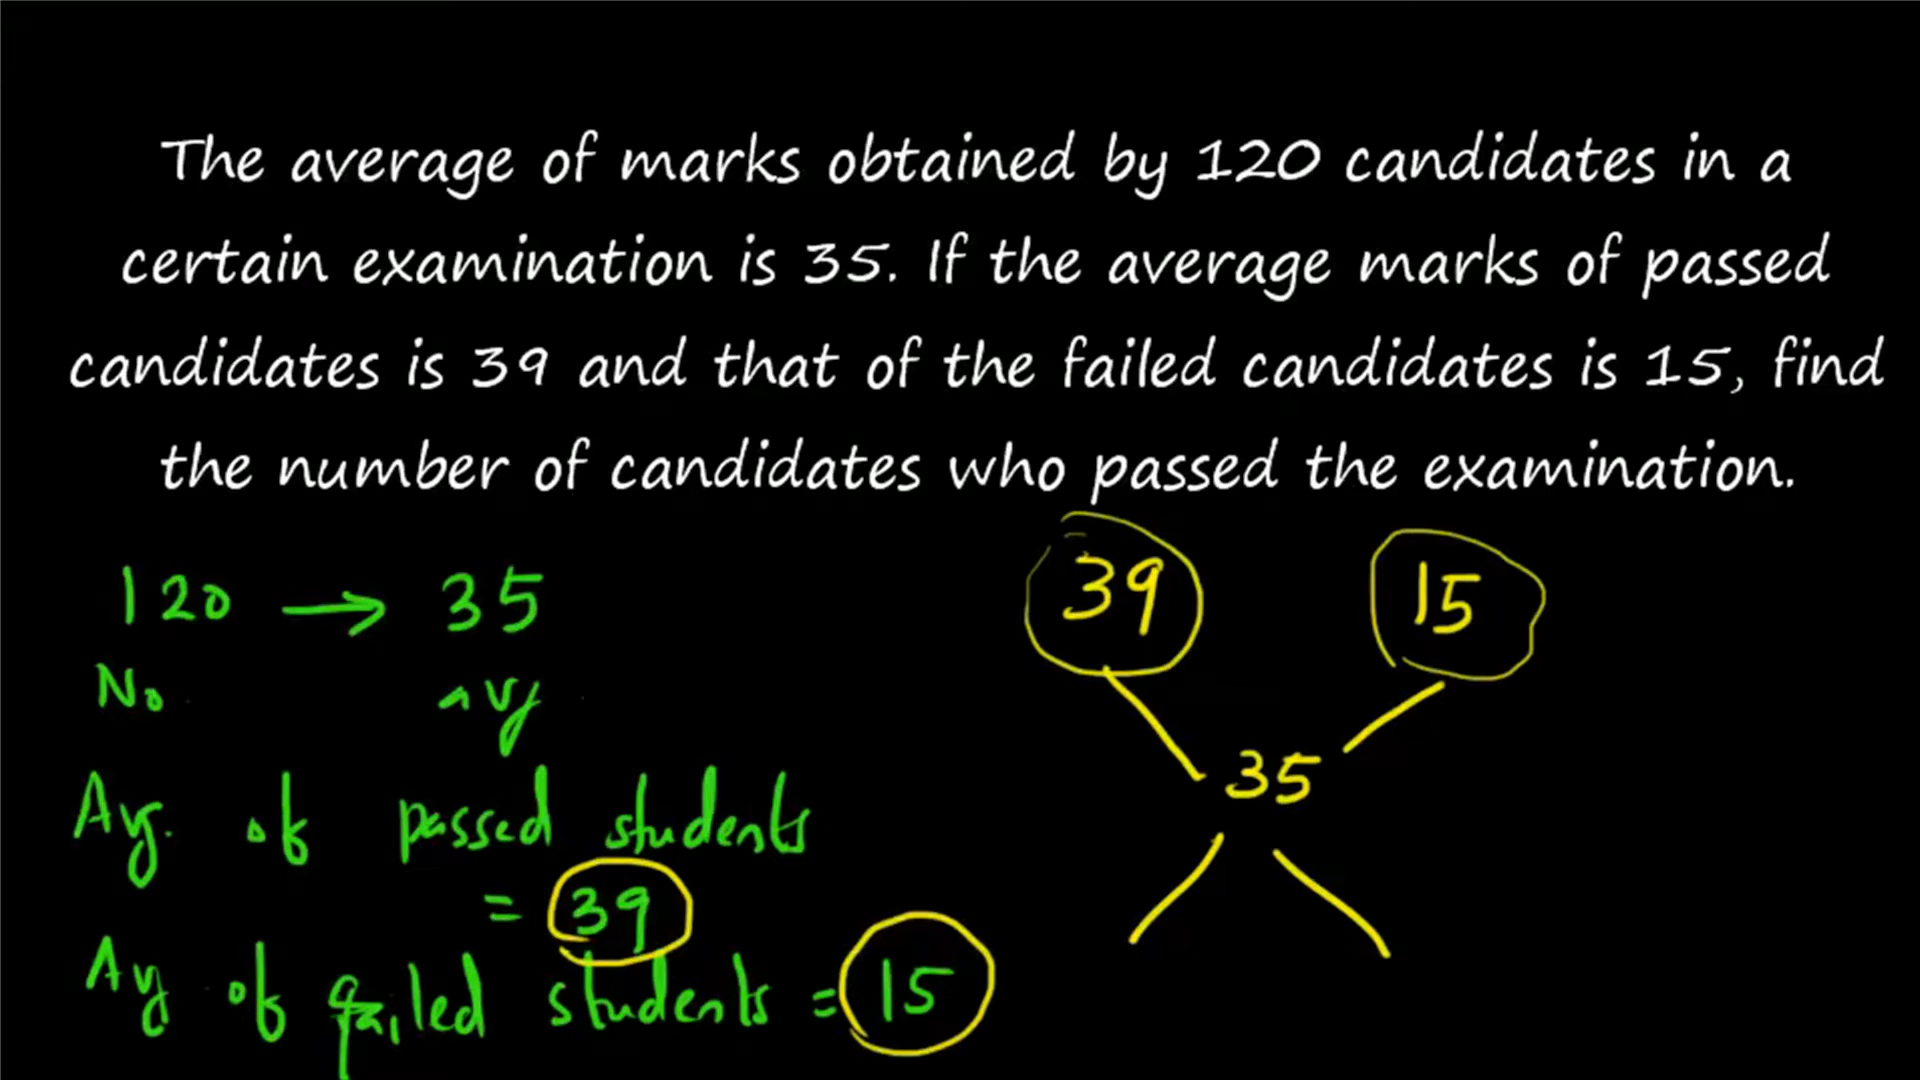 The average of marks obtained by 120 candidates in a
certain examination is 35. If the average marks of passed
candidates is 39 and that of the failed candidates is 15, find
the number of candidates who passed the examination.
120 → 35
No avg
Avg. of passed students
= 39
Avg of failed students = 15
39 15
35